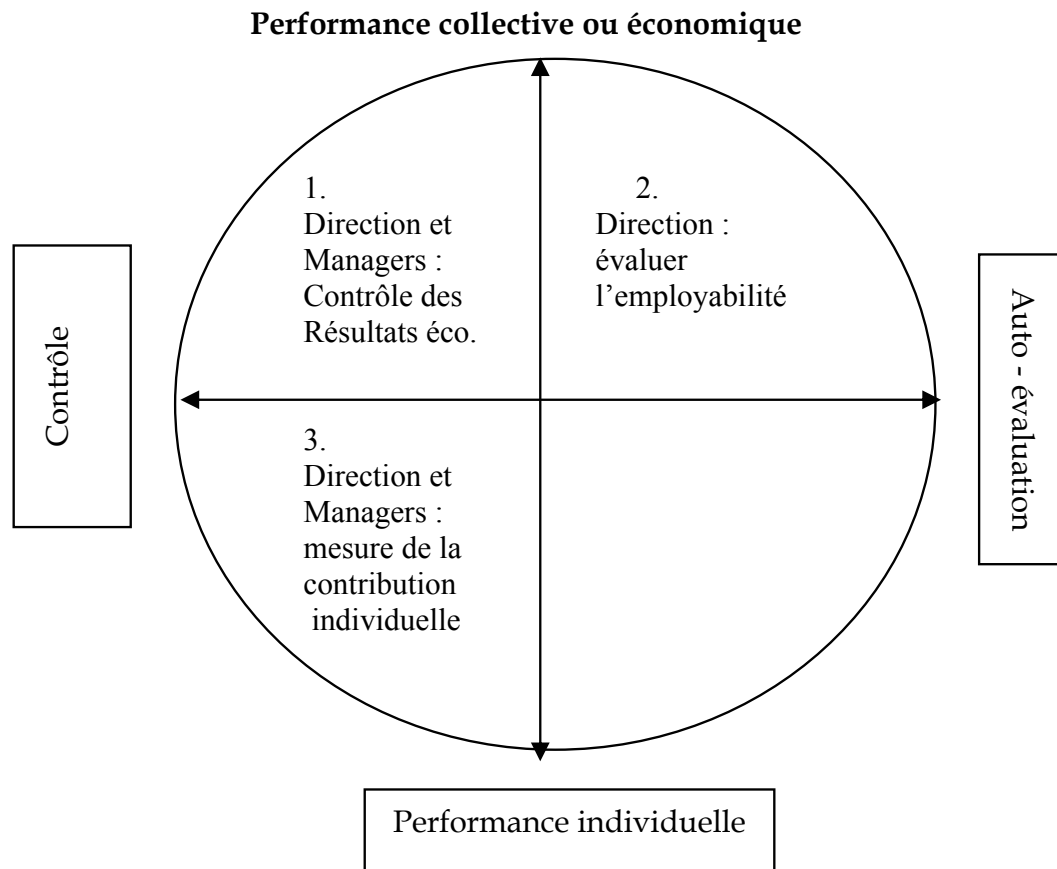 Performance collective ou économique
1.
Direction et
Managers :
Contrôle des
Résultats éco.
2.
Direction :
évaluer
l’employabilité
Contrôle
Auto - évaluation
3.
Direction et
Managers :
mesure de la
contribution
individuelle
Performance individuelle